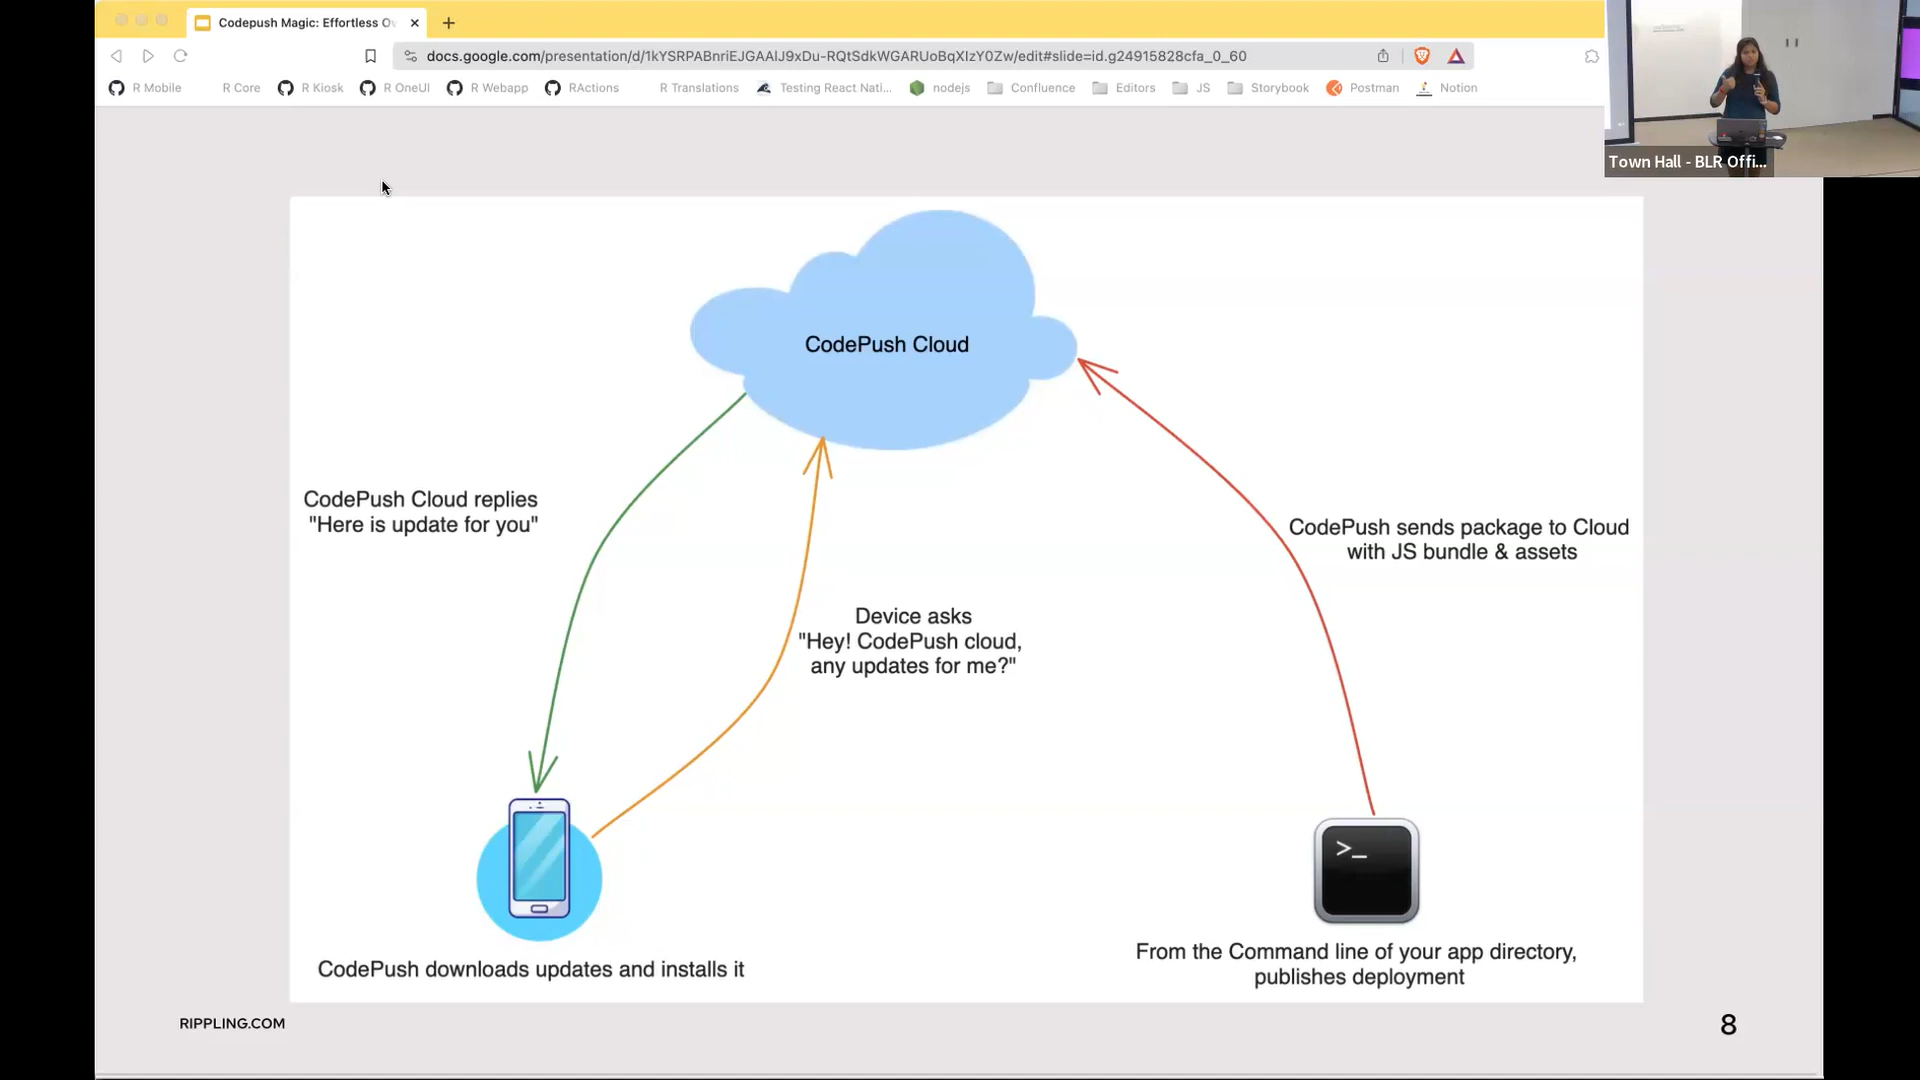 Codepush Magic: Effortless Ov
docs.google.com/presentation/d/1kYSRPABnriEJGAAlJ9xDu-RQtSdkWGARUoBqXIzY0Zw/edit#slide=id.g24915828cfa_0_60
R Mobile
R Core
R Kiosk
R OneUI
R Webapp
RActions
R Translations
Testing React Nati...
nodejs
Confluence
Editors
JS
Storybook
Postman
Notion
Town Hall - BLR Offi...
CodePush Cloud
CodePush Cloud replies
"Here is update for you"
CodePush sends package to Cloud
with JS bundle & assets
Device asks
"Hey! CodePush cloud,
any updates for me?"
>_
CodePush downloads updates and installs it
From the Command line of your app directory,
publishes deployment
RIPPLING.COM
8